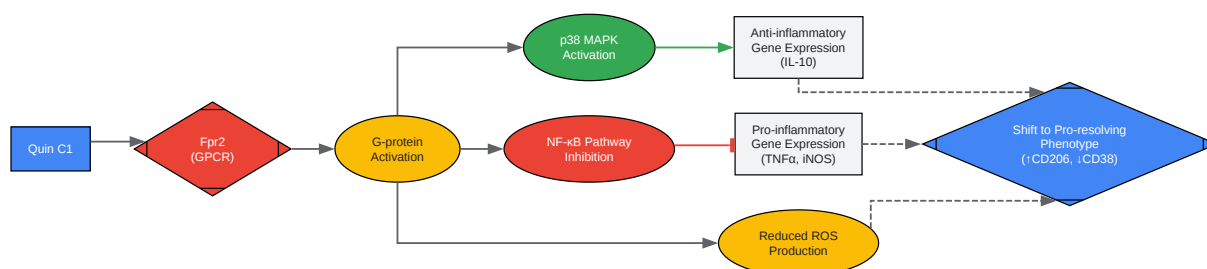 Quin C1
Fpr2
(GPCR)
G-protein
Activation
p38 MAPK
Activation
Anti-inflammatory
Gene Expression
(IL-10)
NF-κB Pathway
Inhibition
Pro-inflammatory
Gene Expression
(TNFα, iNOS)
Reduced ROS
Production
Shift to Pro-resolving
Phenotype
(↑CD206, ↓CD38)